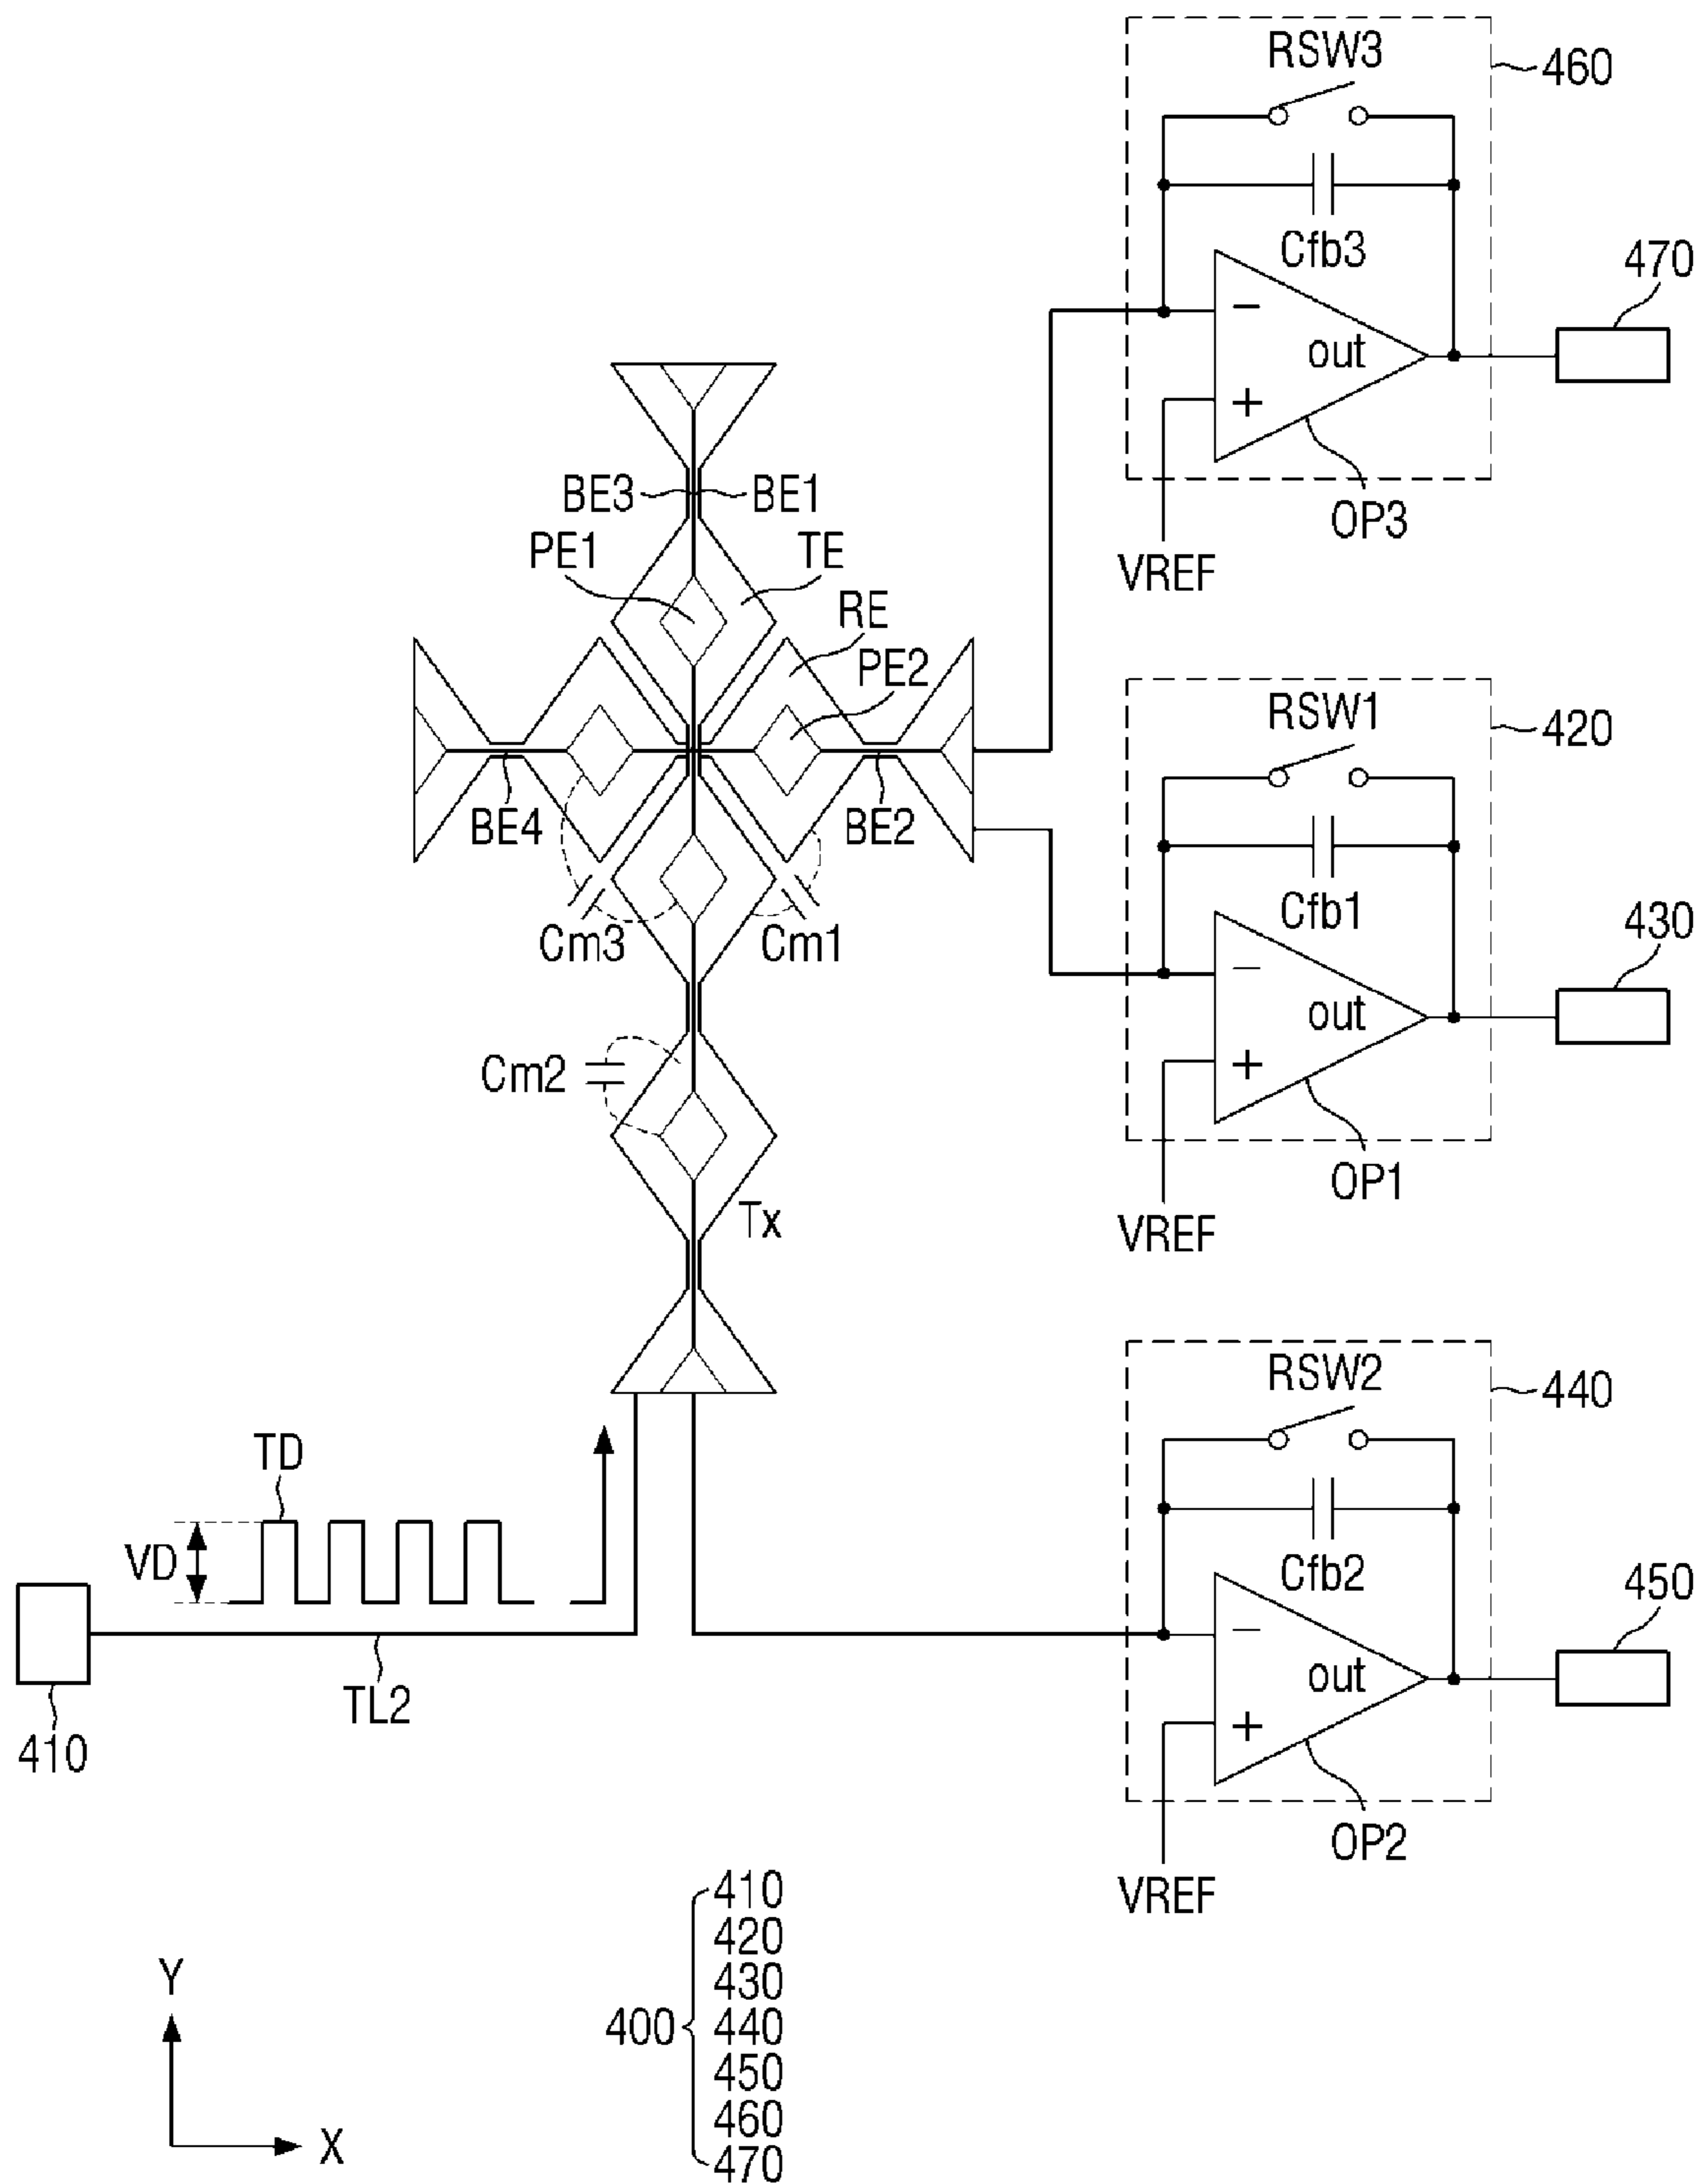 RSW3
460
Cfb3
470
−
out
+
OP3
VREF
BE3
BE1
PE1
TE
RE
PE2
RSW1
420
BE4
BE2
Cfb1
430
Cm3
Cm1
−
out
+
OP1
VREF
Cm2
Tx
RSW2
440
TD
VD
Cfb2
450
−
out
+
TL2
410
OP2
VREF
410
420
430
400
440
450
460
470
Y
X